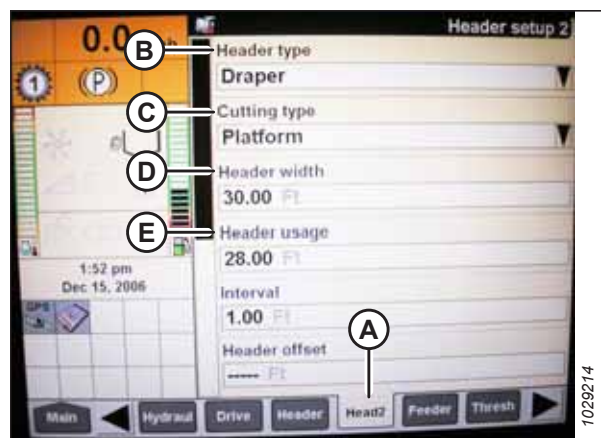 0.0
Header setup 2
B
Header type
1
(P)
Draper
C
Cutting type
Platform
D
Header width
30.00 Ft
E
Header usage
28.00 Ft
1:52 pm
Dec 15, 2006
GPS
Interval
1.00 Ft
A
Header offset
----- Ft
Main
Hydraul
Drive
Header
Head2
Feeder
Thresh
1029214